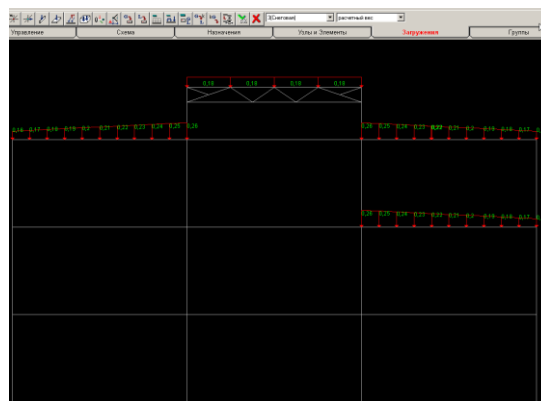 3(Снеговая) расчетный вес
Управление Схема Назначения Узлы и Элементы Загружения Группы
0,19 0,19 0,19 0,19
0,16 0,17 0,18 0,19 0,2 0,21 0,22 0,23 0,24 0,25 0,26 0,26 0,25 0,24 0,23 0,22 0,21 0,2 0,19 0,18 0,17
0,26 0,25 0,24 0,23 0,22 0,21 0,2 0,19 0,18 0,17